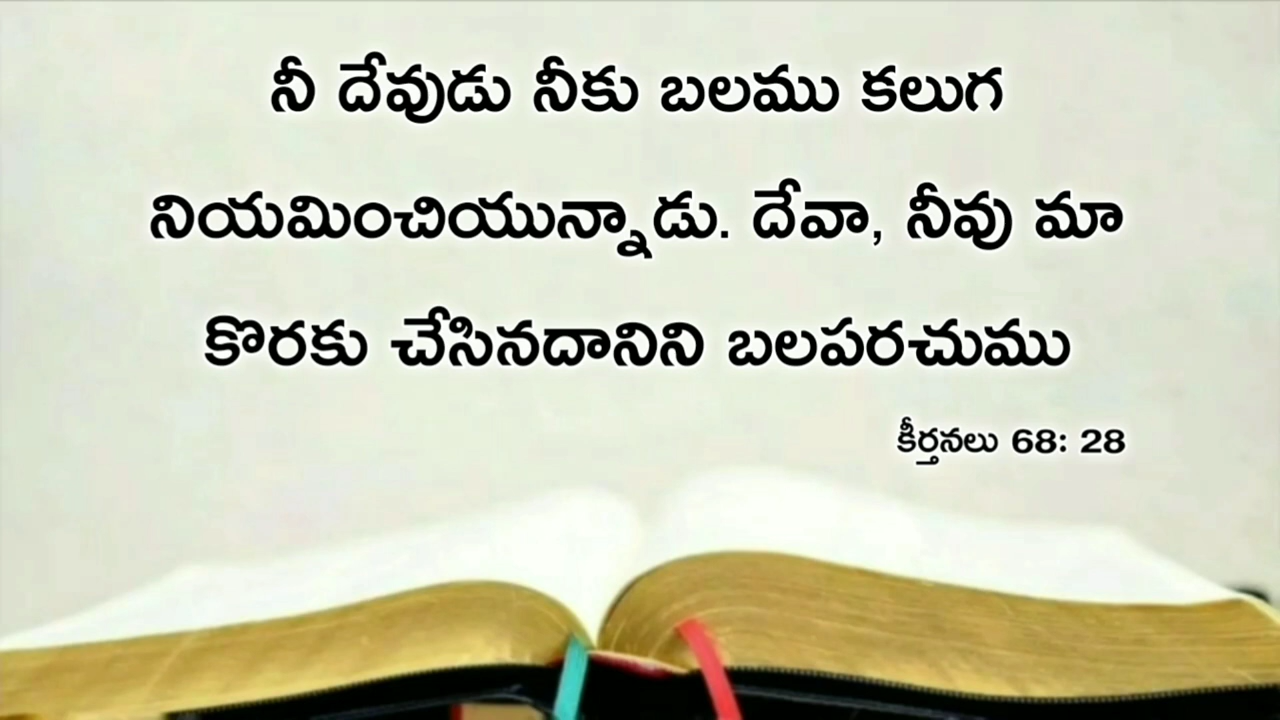 నీ దేవుడు నీకు బలము కలుగ
నియమించియున్నాడు. దేవా, నీవు మా
కొరకు చేసినదానిని బలపరచుము
కీర్తనలు 68: 28